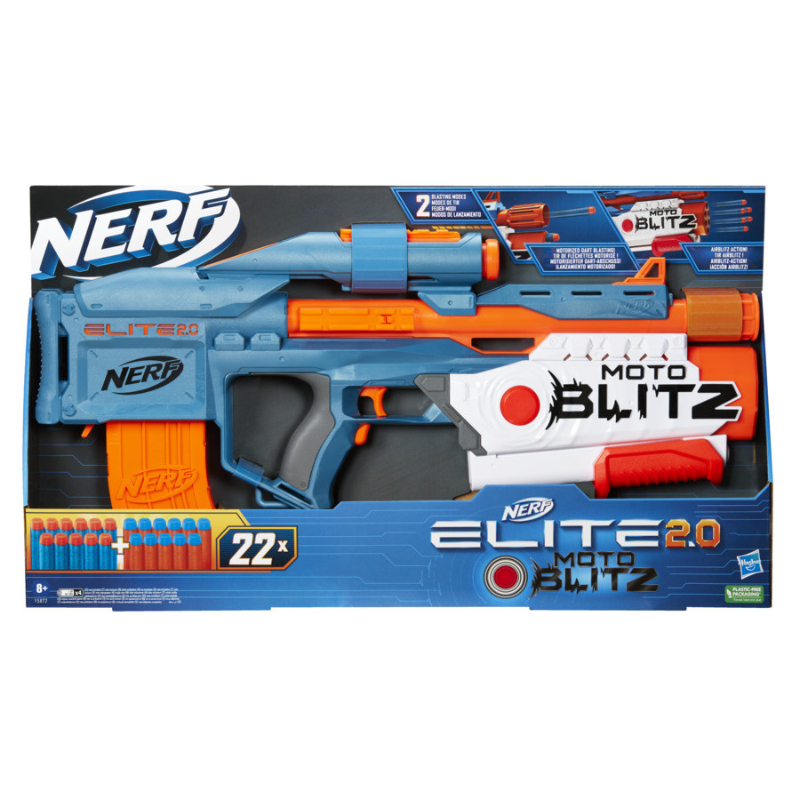 NERF
2
BLASTING MODES
MODES DE TIR
FEUER-MODI
MODOS DE LANZAMIENTO
MOTO
BLITZ
MOTORIZED DART BLASTING!
TIR DE FLÉCHETTES MOTORISÉ !
MOTORISIERTER DART-ABSCHUSS!
¡LANZAMIENTO MOTORIZADO!
AIRBLITZ ACTION!
TIR AIRBLITZ !
AIRBLITZ-ACTION!
¡ACCIÓN AIRBLITZ!
NERF
ELITE 2.0
NERF
MOTO
BLITZ
NERF
+
22x
NERF
ELITE 2.0
MOTO
BLITZ
8+
x4
Hasbro
PLASTIC-FREE
PACKAGING